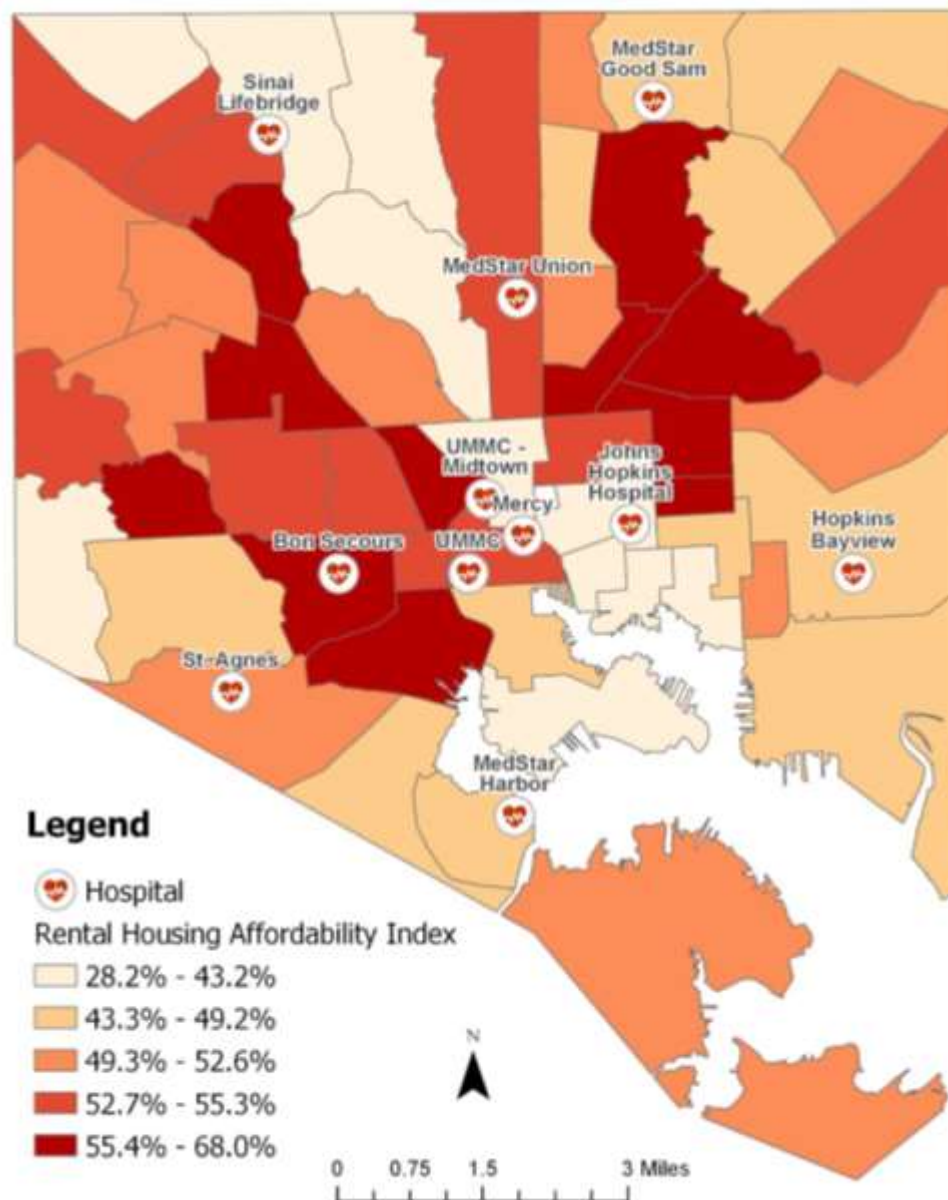 Sinai
Lifebridge
MedStar
Good Sam
MedStar Union
UMMC -
Midtown
Mercy
Johns
Hopkins
Hospital
Bon Secours
UMMC
Hopkins
Bayview
St. Agnes
MedStar
Harbor
Legend
Hospital
Rental Housing Affordability Index
28.2% - 43.2%
43.3% - 49.2%
49.3% - 52.6%
52.7% - 55.3%
55.4% - 68.0%
N
0 0.75 1.5 3 Miles